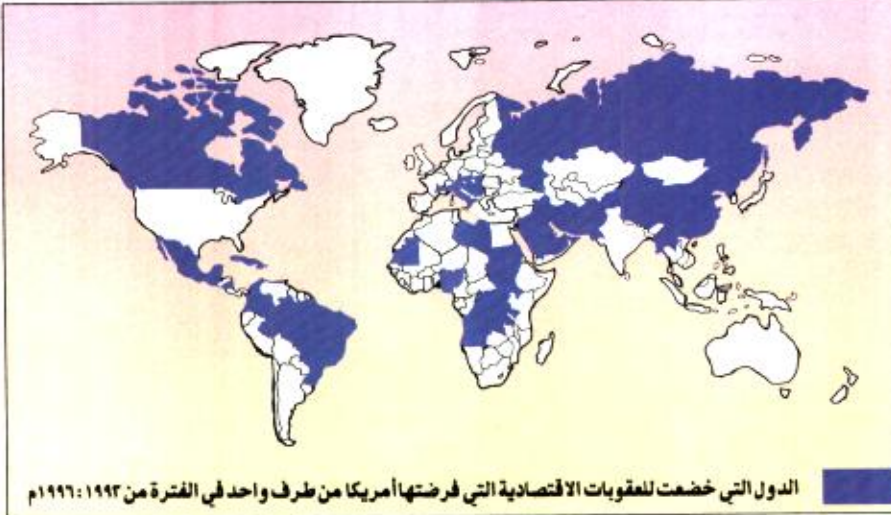 الدول التي خضعت للعقوبات الاقتصادية التي فرضتها أمريكا من طرف واحد في الفترة من ١٩٩٣ : ١٩٩٦م